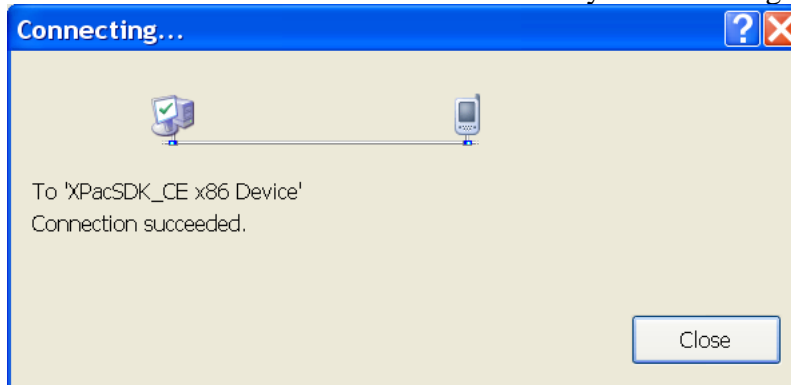 Connecting...
To 'XPacSDK_CE x86 Device'
Connection succeeded.
Close